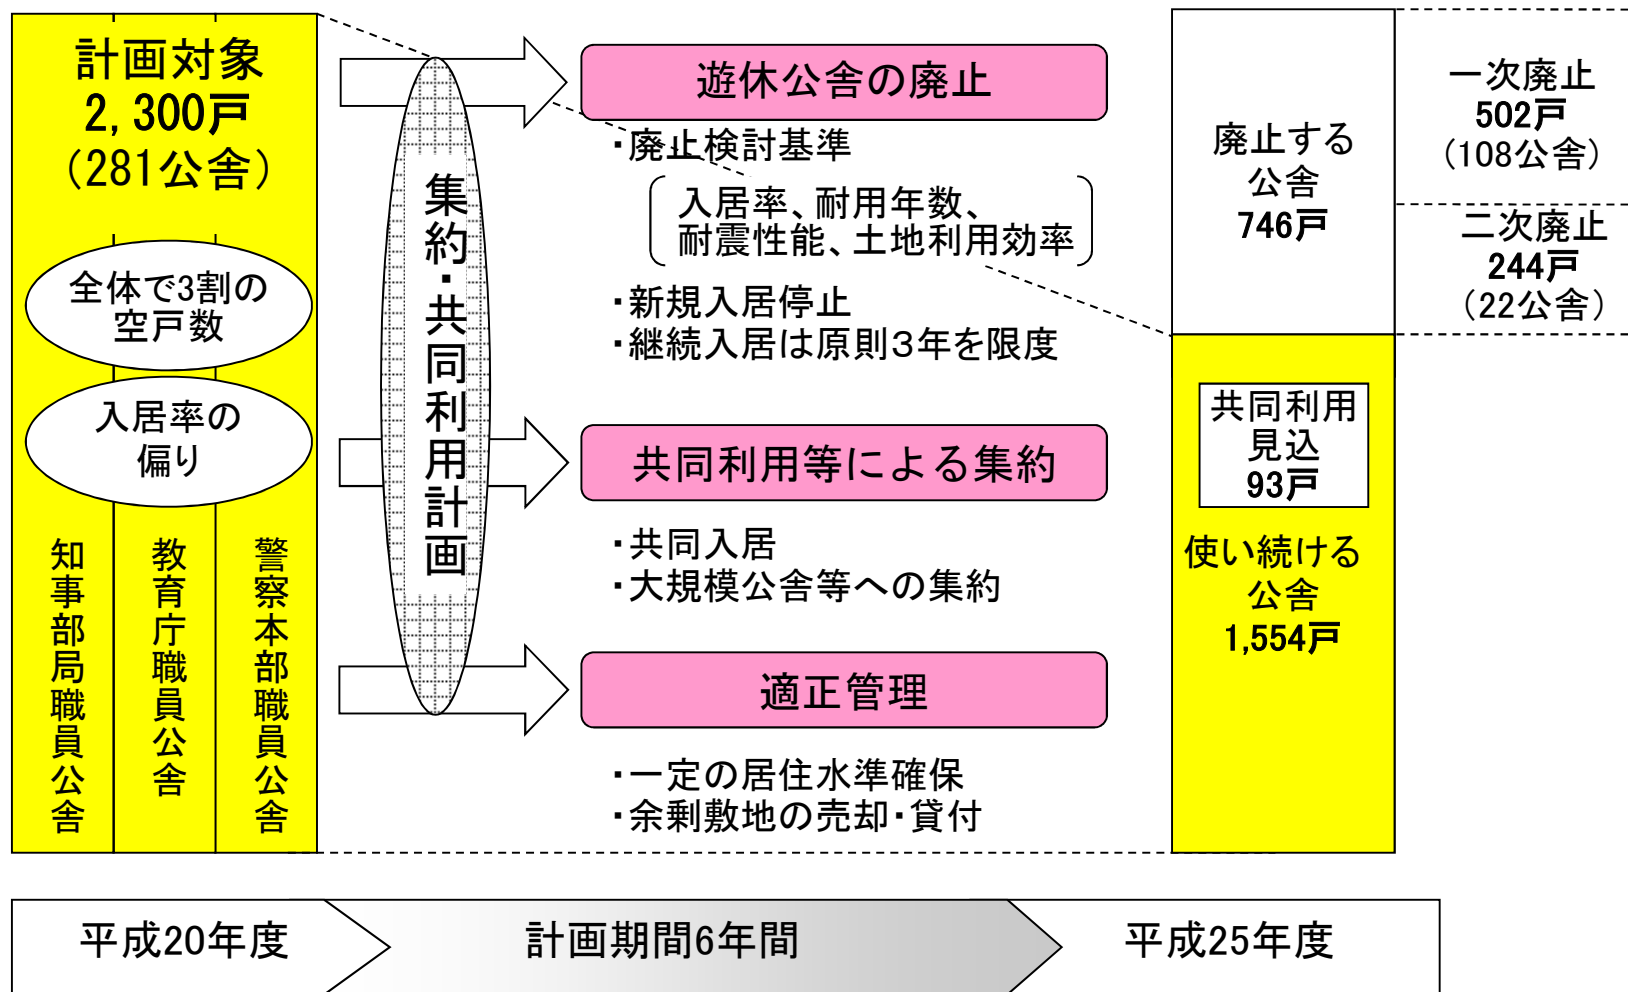 計画対象
2,300戸
(281公舎)
全体で3割の
空戸数
入居率の
偏り
知事部局職員公舎
教育庁職員公舎
警察本部職員公舎
集約・共同利用計画
遊休公舎の廃止
・廃止検討基準
入居率、耐用年数、
耐震性能、土地利用効率
・新規入居停止
・継続入居は原則3年を限度
共同利用等による集約
・共同入居
・大規模公舎等への集約
適正管理
・一定の居住水準確保
・余剰敷地の売却・貸付
廃止する
公舎
746戸
一次廃止
502戸
(108公舎)
二次廃止
244戸
(22公舎)
共同利用
見込
93戸
使い続ける
公舎
1,554戸
平成20年度
計画期間6年間
平成25年度